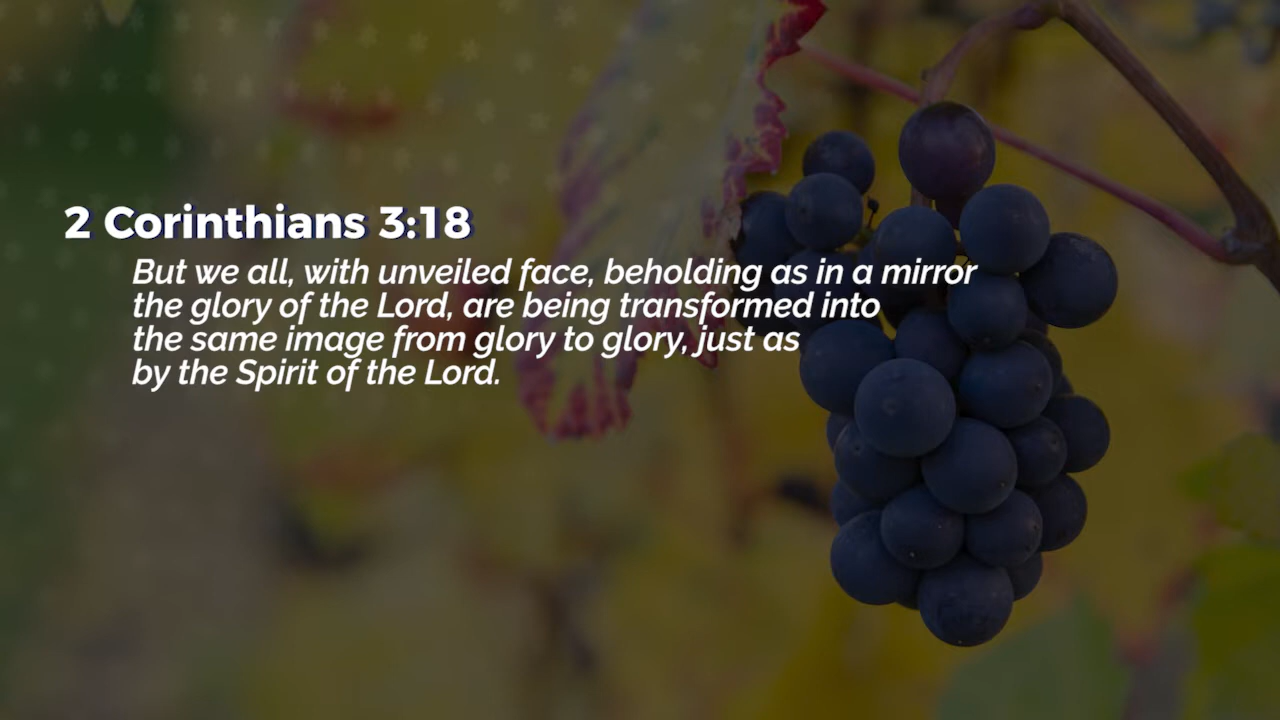 2 Corinthians 3:18
But we all, with unveiled face, beholding as in a mirror
the glory of the Lord, are being transformed into
the same image from glory to glory, just as
by the Spirit of the Lord.